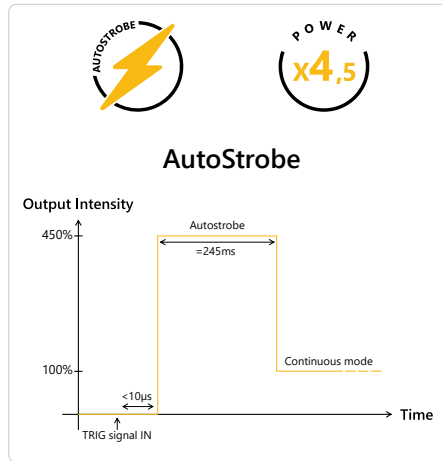 AUTOSTROBE
POWER
x4,5
AutoStrobe
Output Intensity
450%
Autostrobe
=245ms
100%
Continuous mode
<10µs
Time
TRIG signal IN